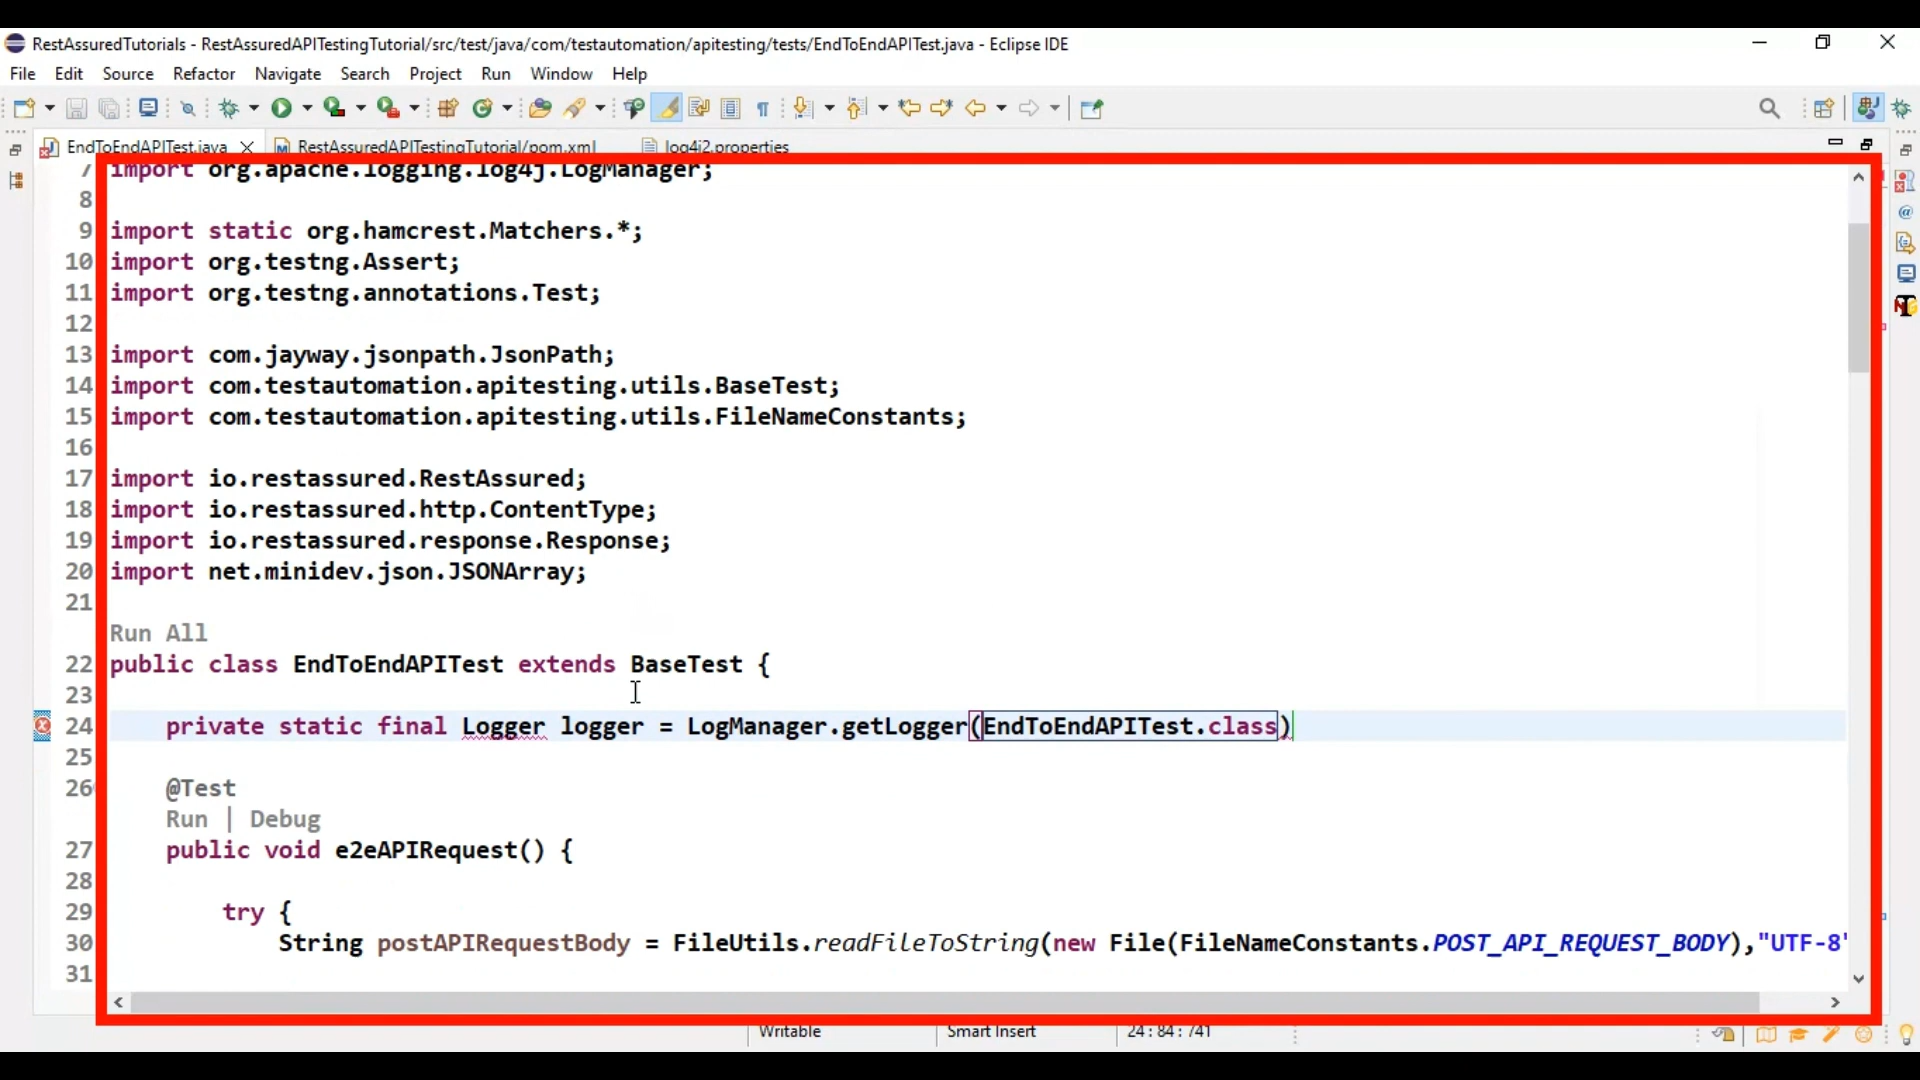 RestAssuredTutorials - RestAssuredAPITestingTutorial/src/test/java/com/testautomation/apitesting/tests/EndToEndAPITest.java - Eclipse IDE
File Edit Source Refactor Navigate Search Project Run Window Help
EndToEndAPITest.java RestAssuredAPITestingTutorial/pom.xml log4j2.properties
7 import org.apache.logging.log4j.LogManager;
8
9 import static org.hamcrest.Matchers.*;
10 import org.testng.Assert;
11 import org.testng.annotations.Test;
12
13 import com.jayway.jsonpath.JsonPath;
14 import com.testautomation.apitesting.utils.BaseTest;
15 import com.testautomation.apitesting.utils.FileNameConstants;
16
17 import io.restassured.RestAssured;
18 import io.restassured.http.ContentType;
19 import io.restassured.response.Response;
20 import net.minidev.json.JSONArray;
21
Run All
22 public class EndToEndAPITest extends BaseTest {
23
24 private static final Logger logger = LogManager.getLogger(EndToEndAPITest.class)
25
26 @Test
Run | Debug
27 public void e2eAPIRequest() {
28
29 try {
30 String postAPIRequestBody = FileUtils.readFileToString(new File(FileNameConstants.POST_API_REQUEST_BODY),"UTF-8"
31
Writable Smart Insert 24 : 84 : 741